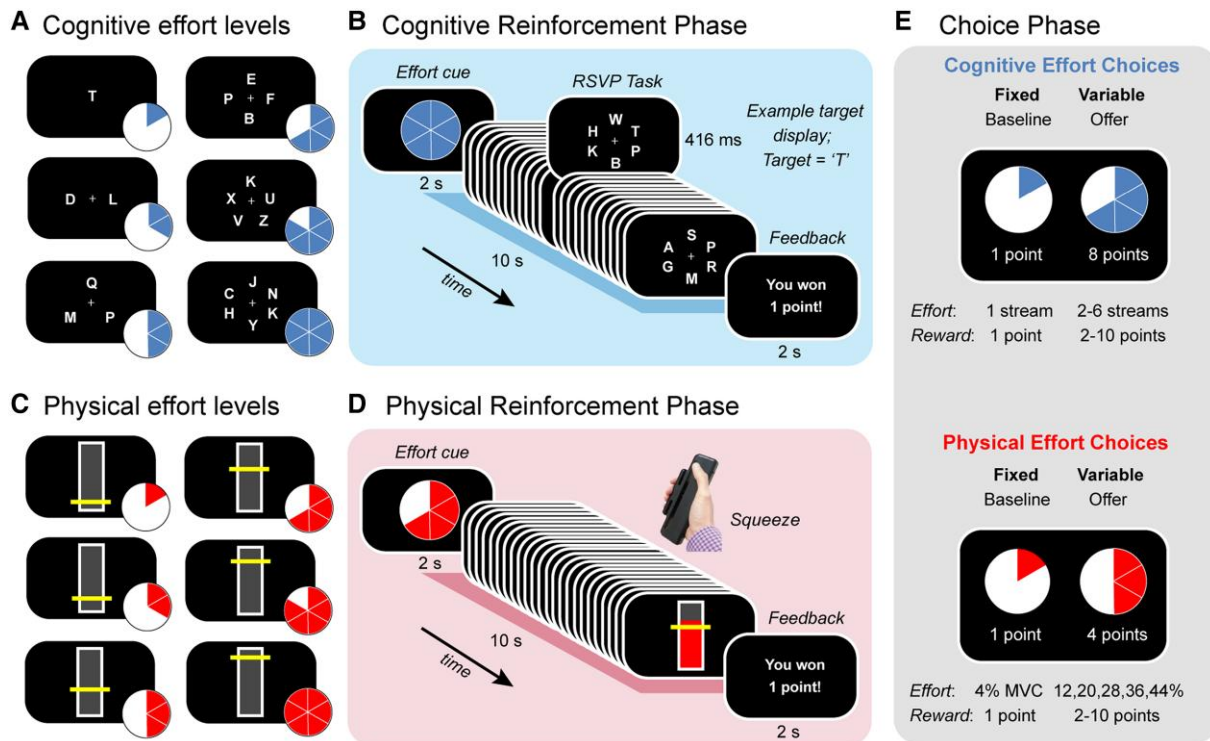 A Cognitive effort levels
T
E
P + F
B
D + L
K
X + U
V Z
Q
+
M P
J
C + N
H K
Y
B Cognitive Reinforcement Phase
Effort cue
RSVP Task
W
H + T
K P
B
416 ms
Example target
display;
Target = ‘T’
2 s
10 s
time
S
A + P
G R
M
Feedback
You won
1 point!
2 s
C Physical effort levels
D Physical Reinforcement Phase
Effort cue
Squeeze
2 s
10 s
time
Feedback
You won
1 point!
2 s
E Choice Phase
Cognitive Effort Choices
Fixed Variable
Baseline Offer
1 point 8 points
Effort: 1 stream 2-6 streams
Reward: 1 point 2-10 points
Physical Effort Choices
Fixed Variable
Baseline Offer
1 point 4 points
Effort: 4% MVC 12,20,28,36,44%
Reward: 1 point 2-10 points